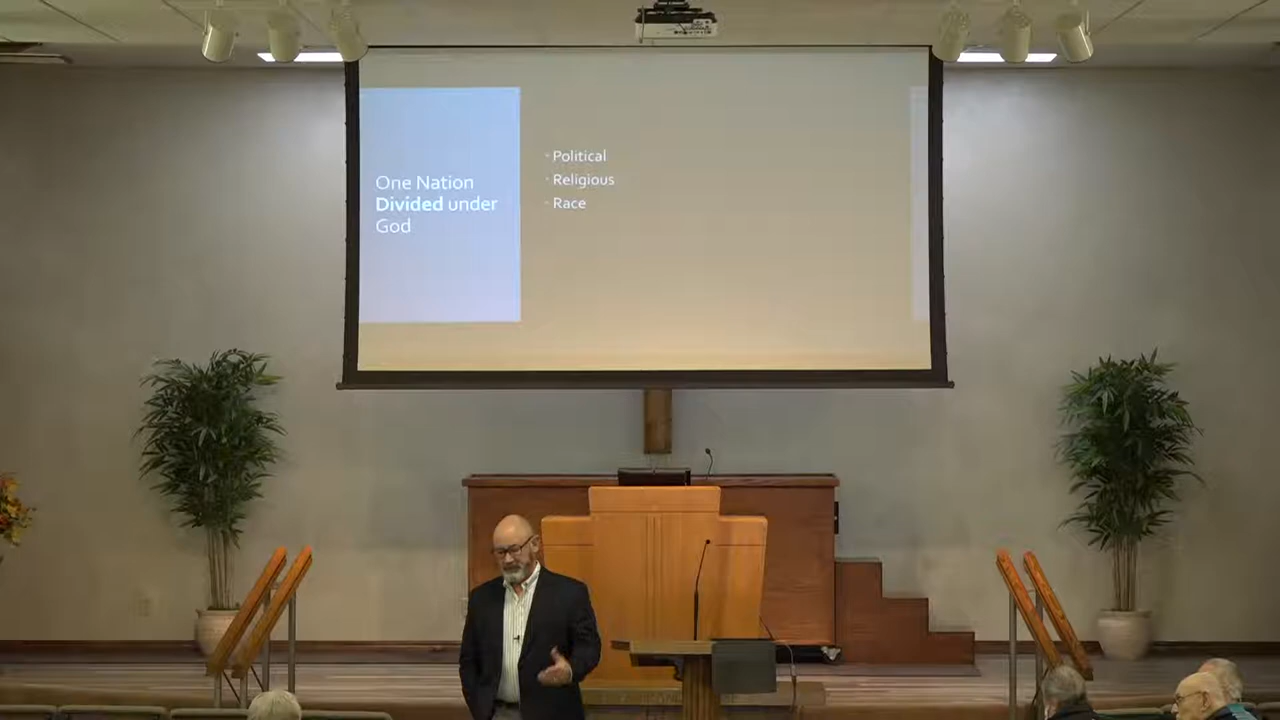 One Nation
Divided under
God
Political
Religious
Race